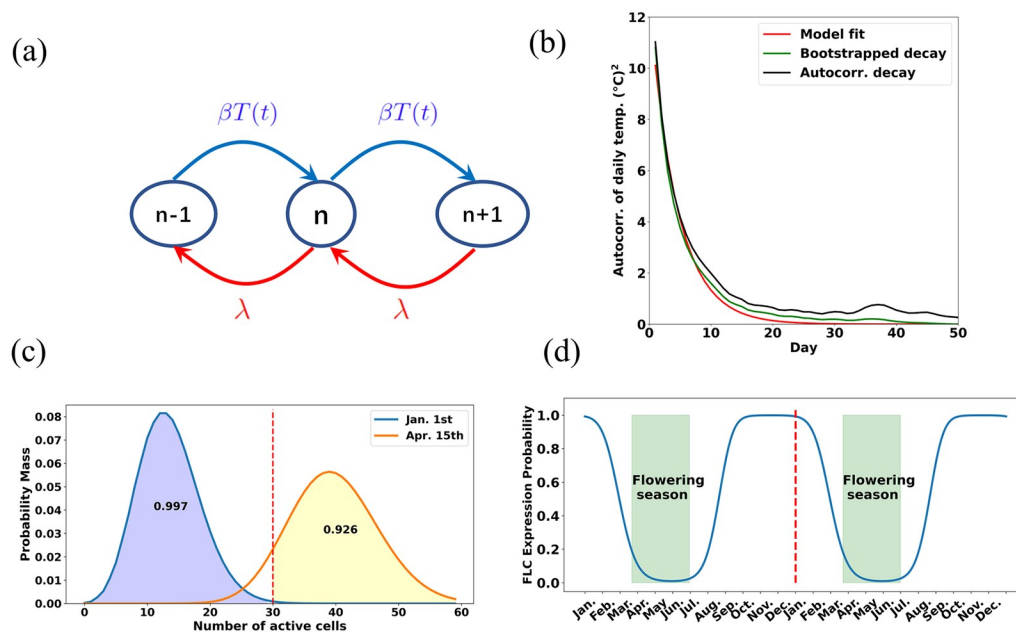 (a)
βT(t) βT(t)
n-1 n n+1
λ λ
(b)
12
10
8
6
4
2
0
Autocorr. of daily temp. (°C)²
Model fit
Bootstrapped decay
Autocorr. decay
0 10 20 30 40 50
Day
(c)
0.08
0.07
0.06
0.05
0.04
0.03
0.02
0.01
0.00
Probability Mass
Jan. 1st
Apr. 15th
0.997
0.926
0 10 20 30 40 50 60
Number of active cells
(d)
1.0
0.8
0.6
0.4
0.2
0.0
FLC Expression Probability
Flowering
season
Flowering
season
Jan. Feb. Mar. Apr. May Jun. Jul. Aug. Sep. Oct. Nov. Dec. Jan. Feb. Mar. Apr. May Jun. Jul. Aug. Sep. Oct. Nov. Dec.